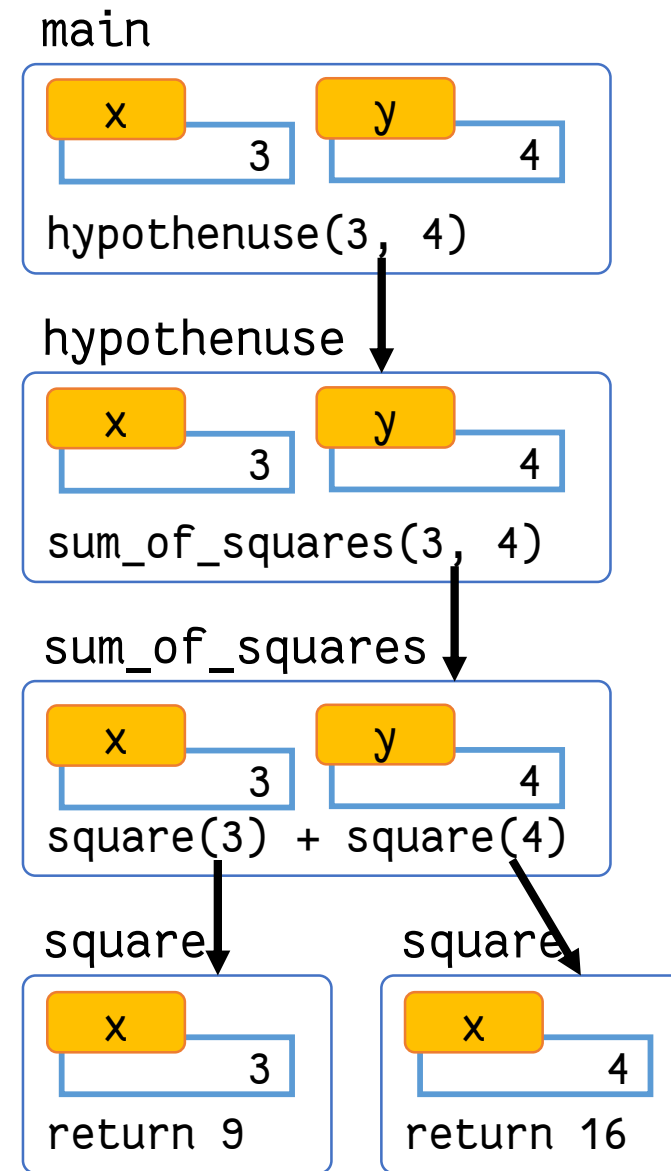 main
x y
3 4
hypothenuse(3, 4)
hypothenuse
x y
3 4
sum_of_squares(3, 4)
sum_of_squares
x y
3 4
square(3) + square(4)
square square
x x
3 4
return 9 return 16